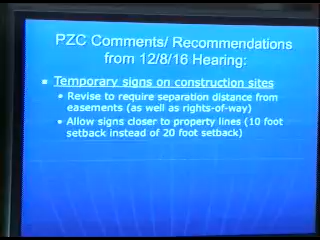 PZC Comments/ Recommendations
from 12/8/16 Hearing:
▪ Temporary signs on construction sites
• Revise to require separation distance from
easements (as well as rights-of-way)
• Allow signs closer to property lines (10 foot
setback instead of 20 foot setback)